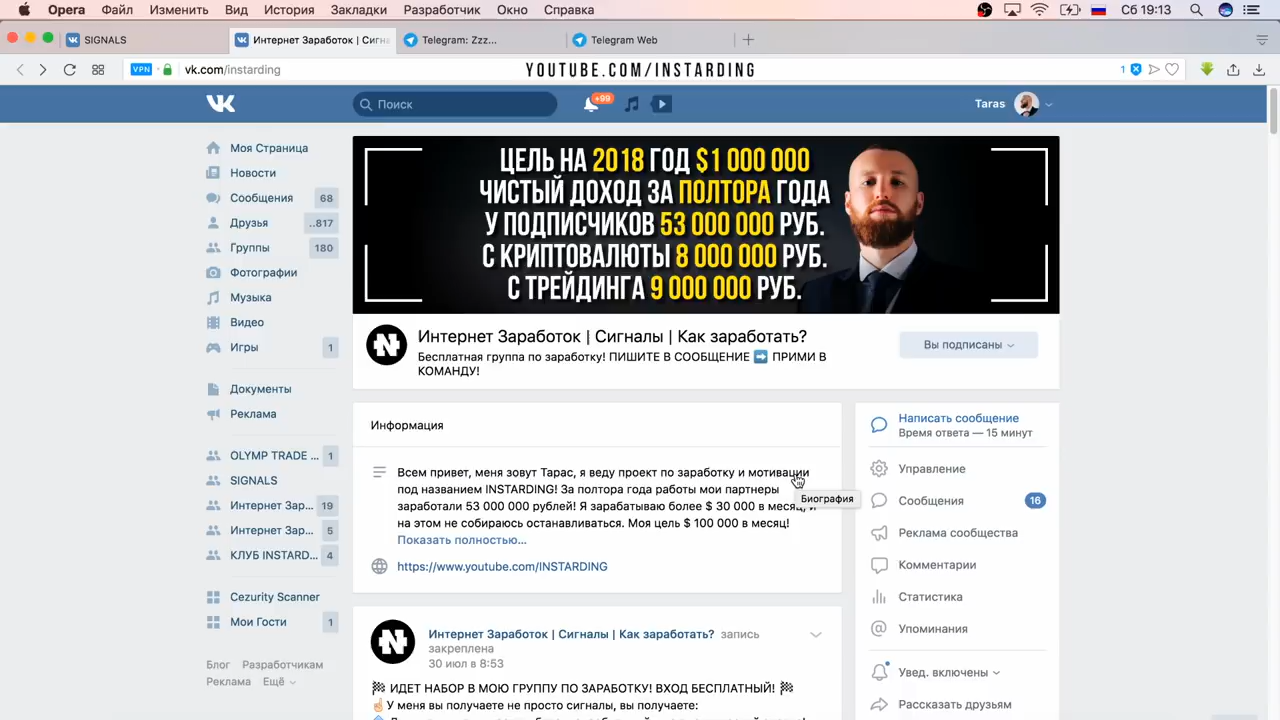 Opera Файл Изменить Вид История Закладки Разработчик Окно Справка Сб 19:13
SIGNALS Интернет Заработок | Сигна Telegram: Zzz... Telegram Web
VPN vk.com/instarding YOUTUBE.COM/INSTARDING 1
Поиск +99 Taras
ЦЕЛЬ НА 2018 ГОД $1 000 000
ЧИСТЫЙ ДОХОД ЗА ПОЛТОРА ГОДА
У ПОДПИСЧИКОВ 53 000 000 РУБ.
С КРИПТОВАЛЮТЫ 8 000 000 РУБ.
С ТРЕЙДИНГА 9 000 000 РУБ.
Моя Страница
Новости
Сообщения 68
Друзья ..817
Группы 180
Фотографии
Музыка
Видео
Игры 1
Документы
Реклама
OLYMP TRADE ... 1
SIGNALS
Интернет Зар... 19
Интернет Зар... 5
КЛУБ INSTARD... 4
Cezurity Scanner
Мои Гости 1
Блог Разработчикам
Реклама Ещё
Интернет Заработок | Сигналы | Как заработать?
Бесплатная группа по заработку! ПИШИТЕ В СООБЩЕНИЕ ➡ ПРИМИ В
КОМАНДУ!
Вы подписаны
Информация
Всем привет, меня зовут Тарас, я веду проект по заработку и мотивации
под названием INSTARDING! За полтора года работы мои партнеры
заработали 53 000 000 рублей! Я зарабатываю более $ 30 000 в месяц, и
на этом не собираюсь останавливаться. Моя цель $ 100 000 в месяц!
Показать полностью...
Биография
https://www.youtube.com/INSTARDING
Интернет Заработок | Сигналы | Как заработать? запись
закреплена
30 июл в 8:53
🏁 ИДЕТ НАБОР В МОЮ ГРУППУ ПО ЗАРАБОТКУ! ВХОД БЕСПЛАТНЫЙ! 🏁
☝У меня вы получаете не просто сигналы, вы получаете:
Написать сообщение
Время ответа — 15 минут
Управление
Сообщения 16
Реклама сообщества
Комментарии
Статистика
Упоминания
Увед. включены
Рассказать друзьям